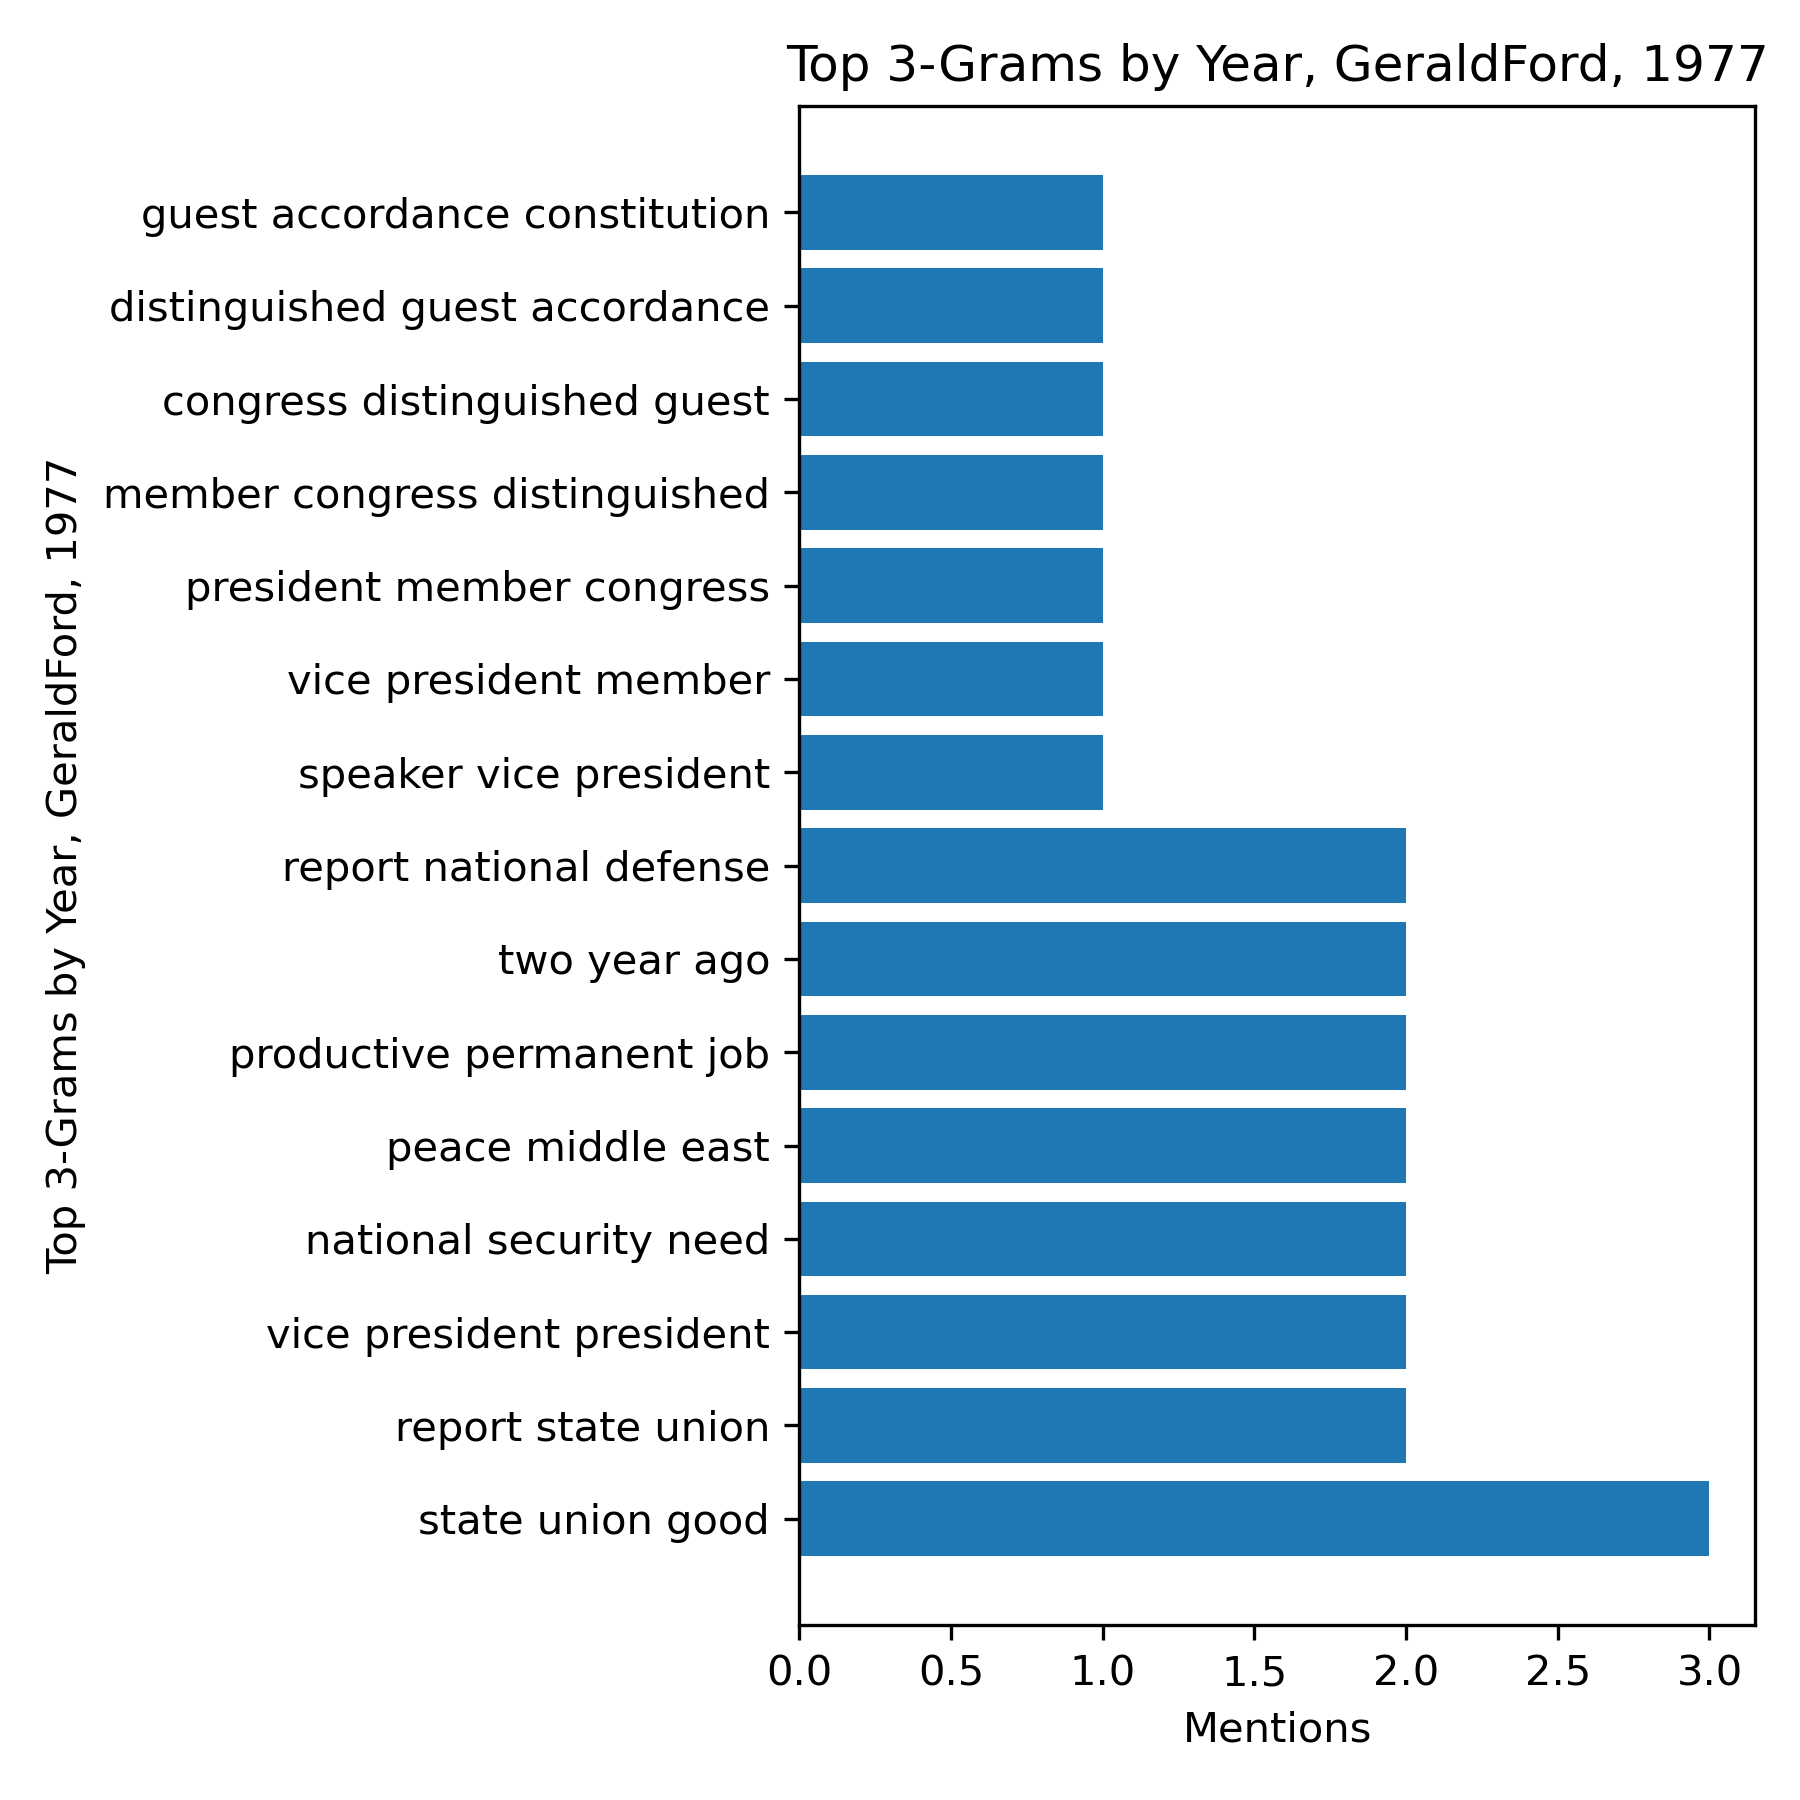 Top 3-Grams by Year, GeraldFord, 1977
Top 3-Grams by Year, GeraldFord, 1977
guest accordance constitution
distinguished guest accordance
congress distinguished guest
member congress distinguished
president member congress
vice president member
speaker vice president
report national defense
two year ago
productive permanent job
peace middle east
national security need
vice president president
report state union
state union good
0.0 0.5 1.0 1.5 2.0 2.5 3.0
Mentions